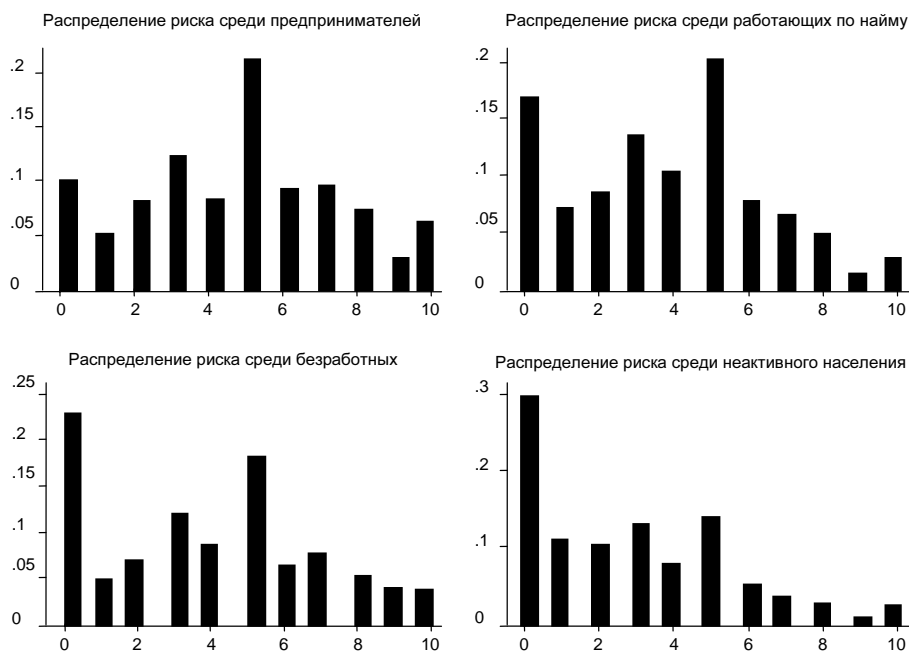 Распределение риска среди предпринимателей
.2
.15
.1
.05
0
0 2 4 6 8 10
Распределение риска среди работающих по найму
.2
.15
.1
.05
0
0 2 4 6 8 10
Распределение риска среди безработных
.25
.2
.15
.1
.05
0
0 2 4 6 8 10
Распределение риска среди неактивного населения
.3
.2
.1
0
0 2 4 6 8 10